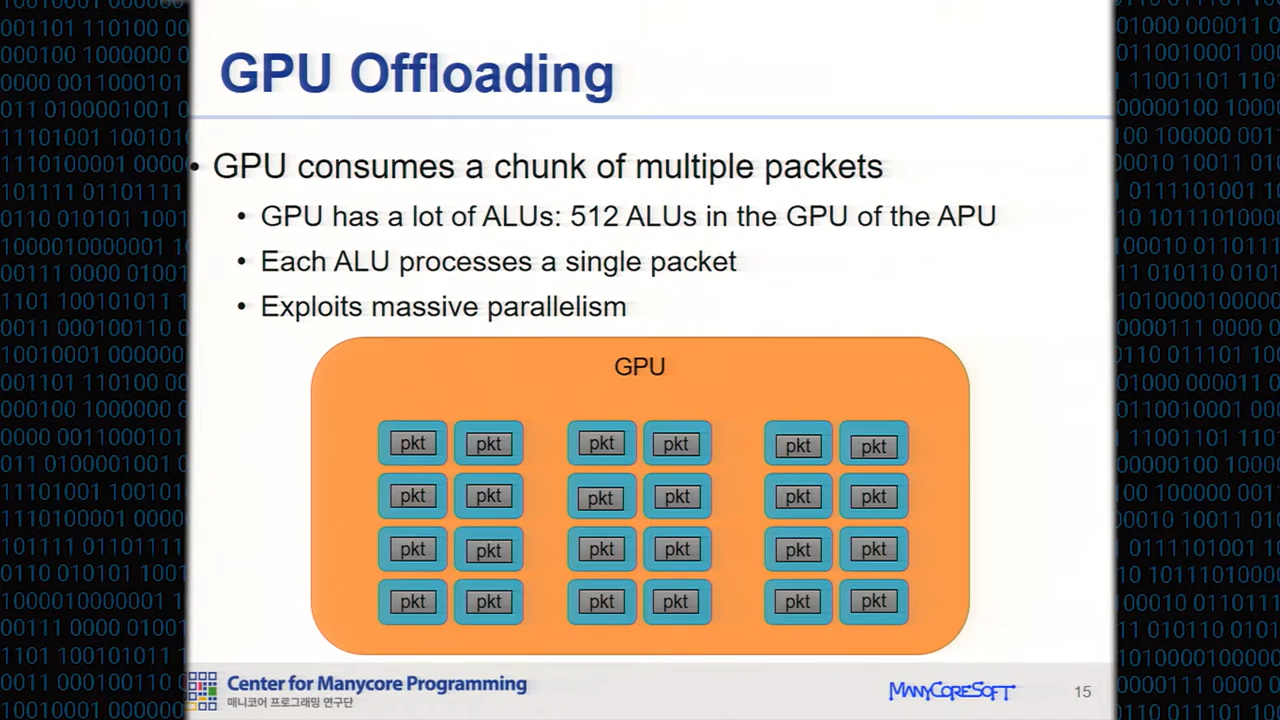 GPU Offloading
• GPU consumes a chunk of multiple packets
• GPU has a lot of ALUs: 512 ALUs in the GPU of the APU
• Each ALU processes a single packet
• Exploits massive parallelism
GPU
pkt pkt pkt pkt pkt pkt
pkt pkt pkt pkt pkt pkt
pkt pkt pkt pkt pkt pkt
pkt pkt pkt pkt pkt pkt
Center for Manycore Programming
매니코어 프로그래밍 연구단
MANYCORESOFT
15